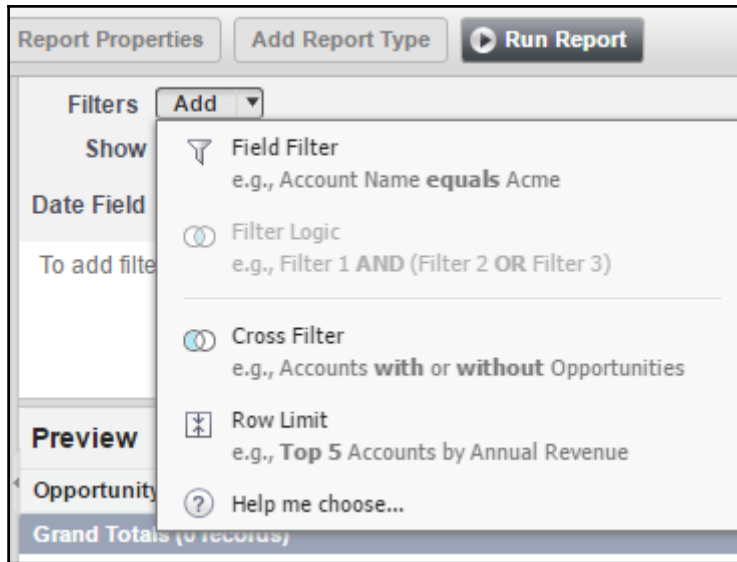 Report Properties Add Report Type Run Report
Filters Add
Show
Date Field
To add filte
Field Filter
e.g., Account Name equals Acme
Filter Logic
e.g., Filter 1 AND (Filter 2 OR Filter 3)
Cross Filter
e.g., Accounts with or without Opportunities
Row Limit
e.g., Top 5 Accounts by Annual Revenue
Help me choose...
Preview
Opportunity
Grand Totals (0 records)